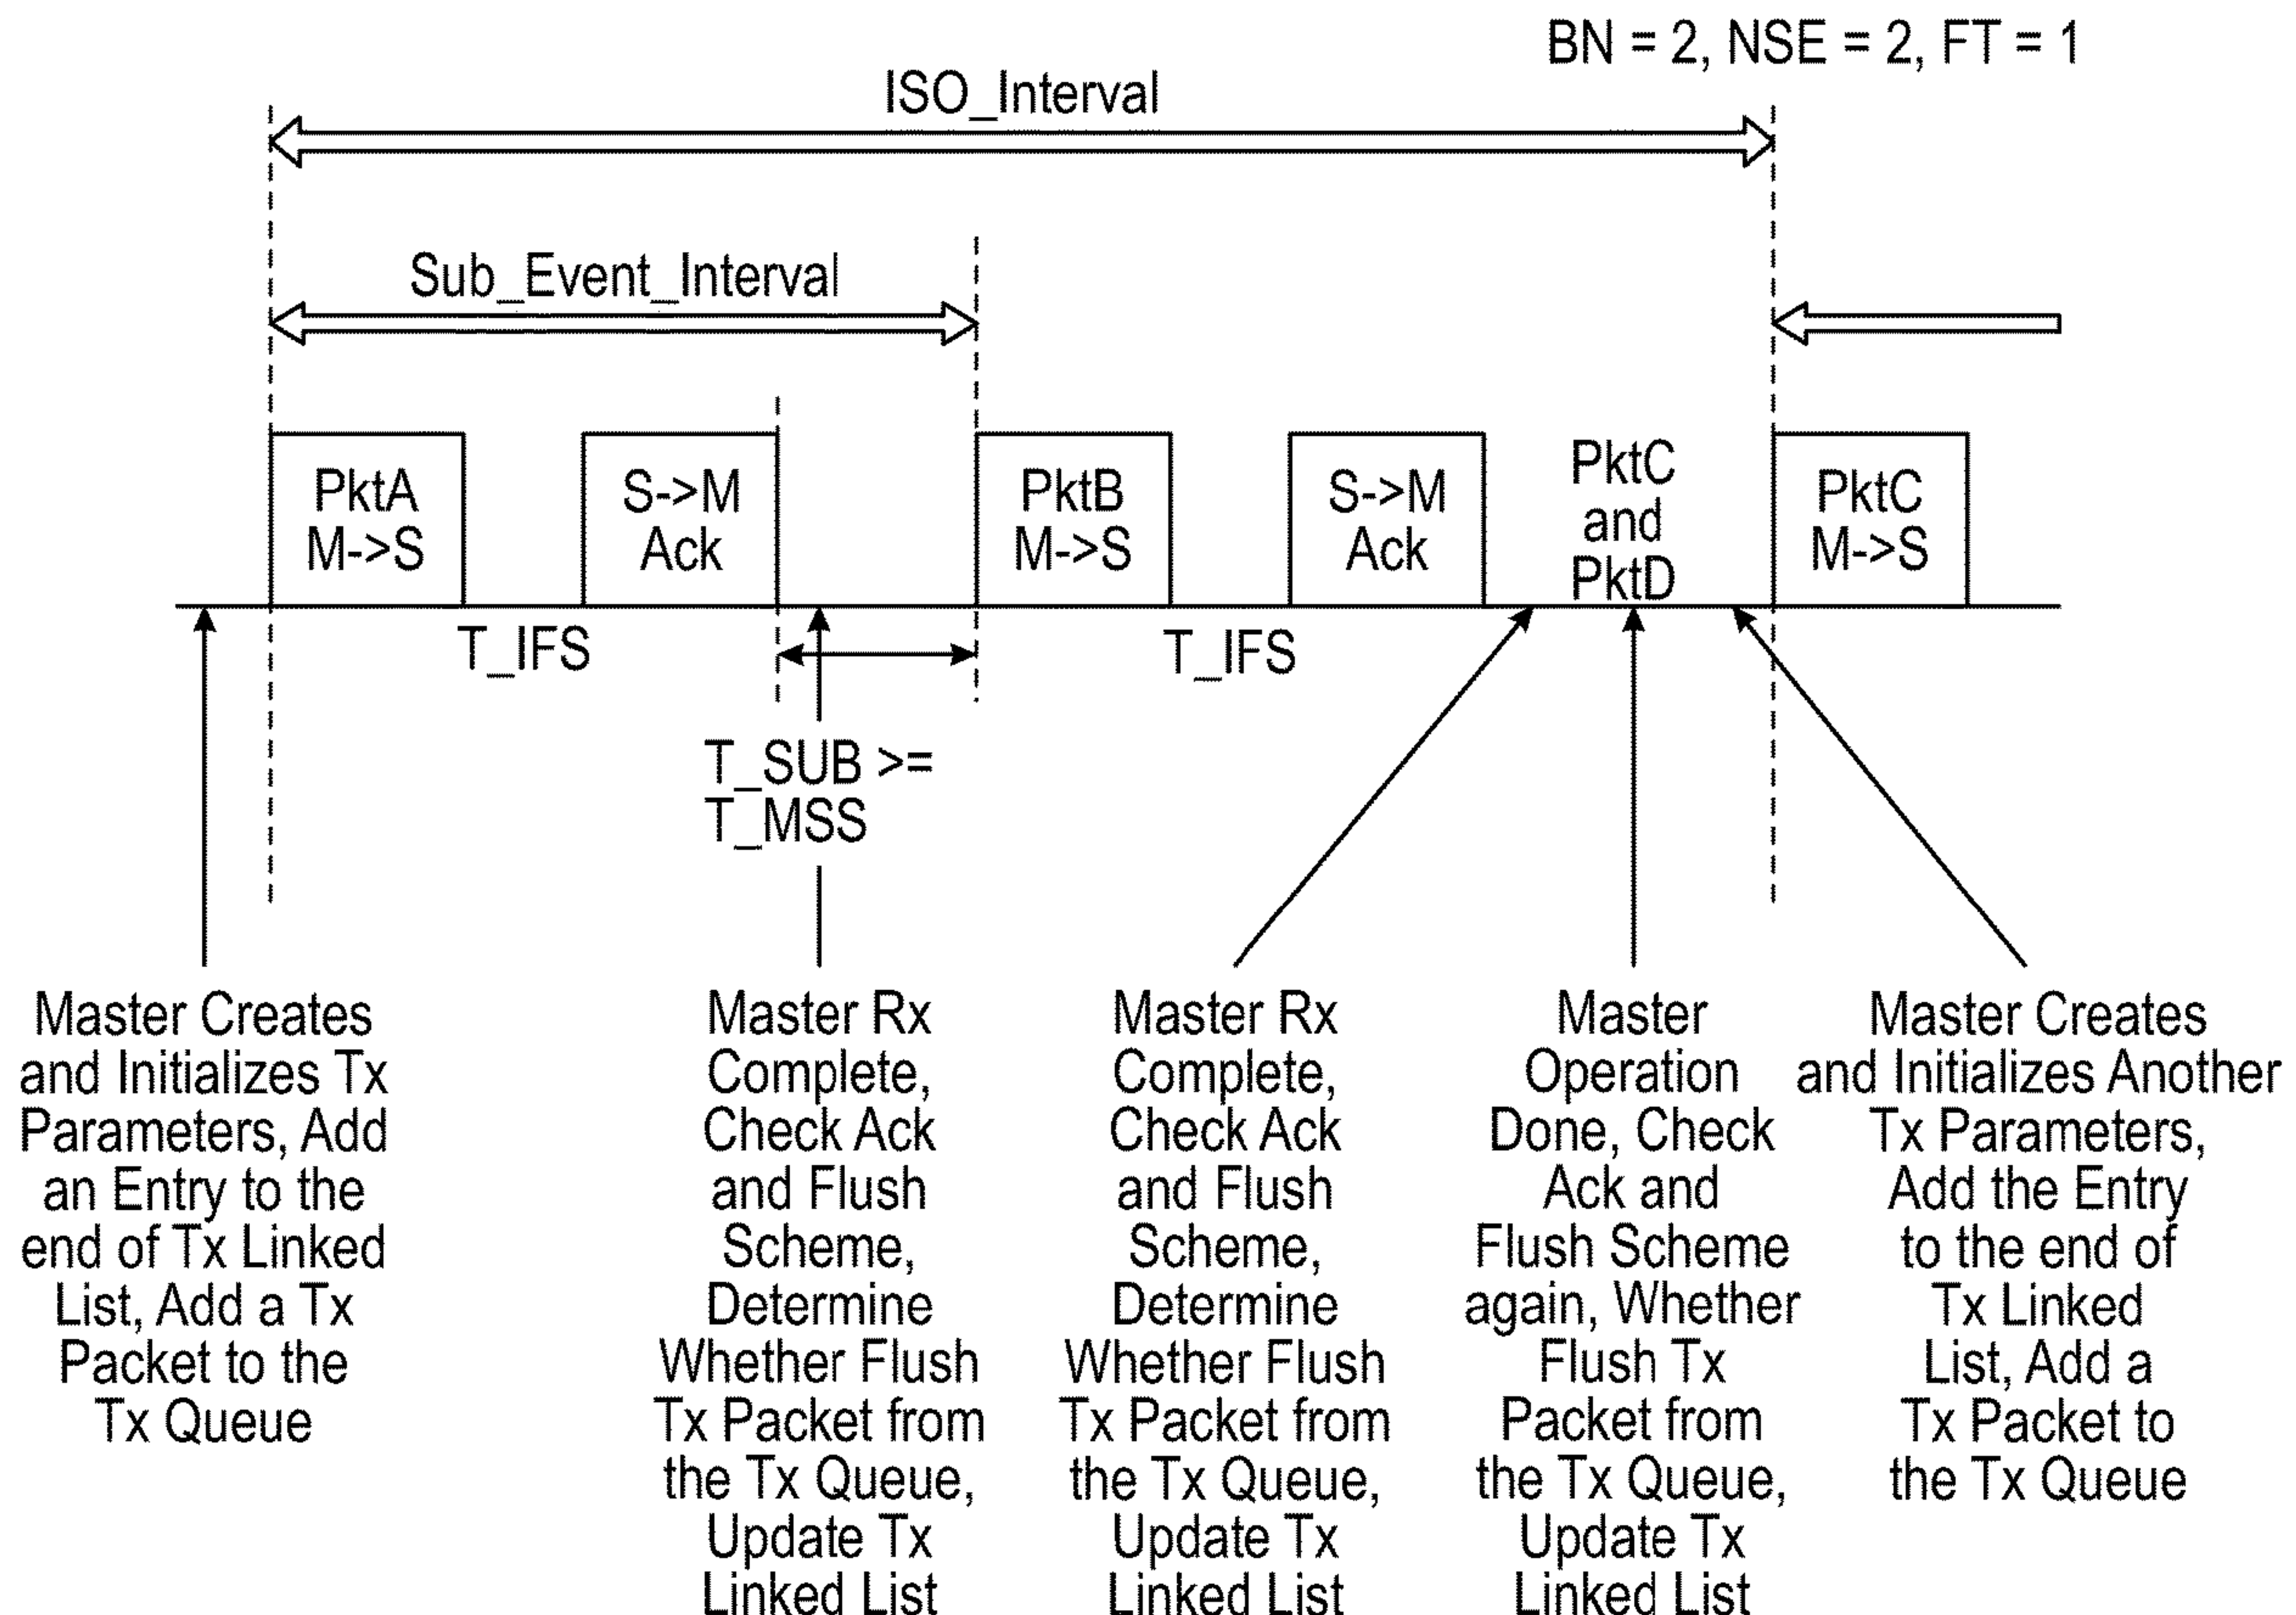 BN = 2, NSE = 2, FT = 1
ISO_Interval
Sub_Event_Interval
PktA
M->S
S->M
Ack
PktB
M->S
S->M
Ack
PktC
and
PktD
PktC
M->S
T_IFS
T_IFS
T_SUB >=
T_MSS
Master Creates
and Initializes Tx
Parameters, Add
an Entry to the
end of Tx Linked
List, Add a Tx
Packet to the
Tx Queue
Master Rx
Complete,
Check Ack
and Flush
Scheme,
Determine
Whether Flush
Tx Packet from
the Tx Queue,
Update Tx
Linked List
Master Rx
Complete,
Check Ack
and Flush
Scheme,
Determine
Whether Flush
Tx Packet from
the Tx Queue,
Update Tx
Linked List
Master
Operation
Done, Check
Ack and
Flush Scheme
again, Whether
Flush Tx
Packet from
the Tx Queue,
Update Tx
Linked List
Master Creates
and Initializes Another
Tx Parameters,
Add the Entry
to the end of
Tx Linked
List, Add a
Tx Packet to
the Tx Queue